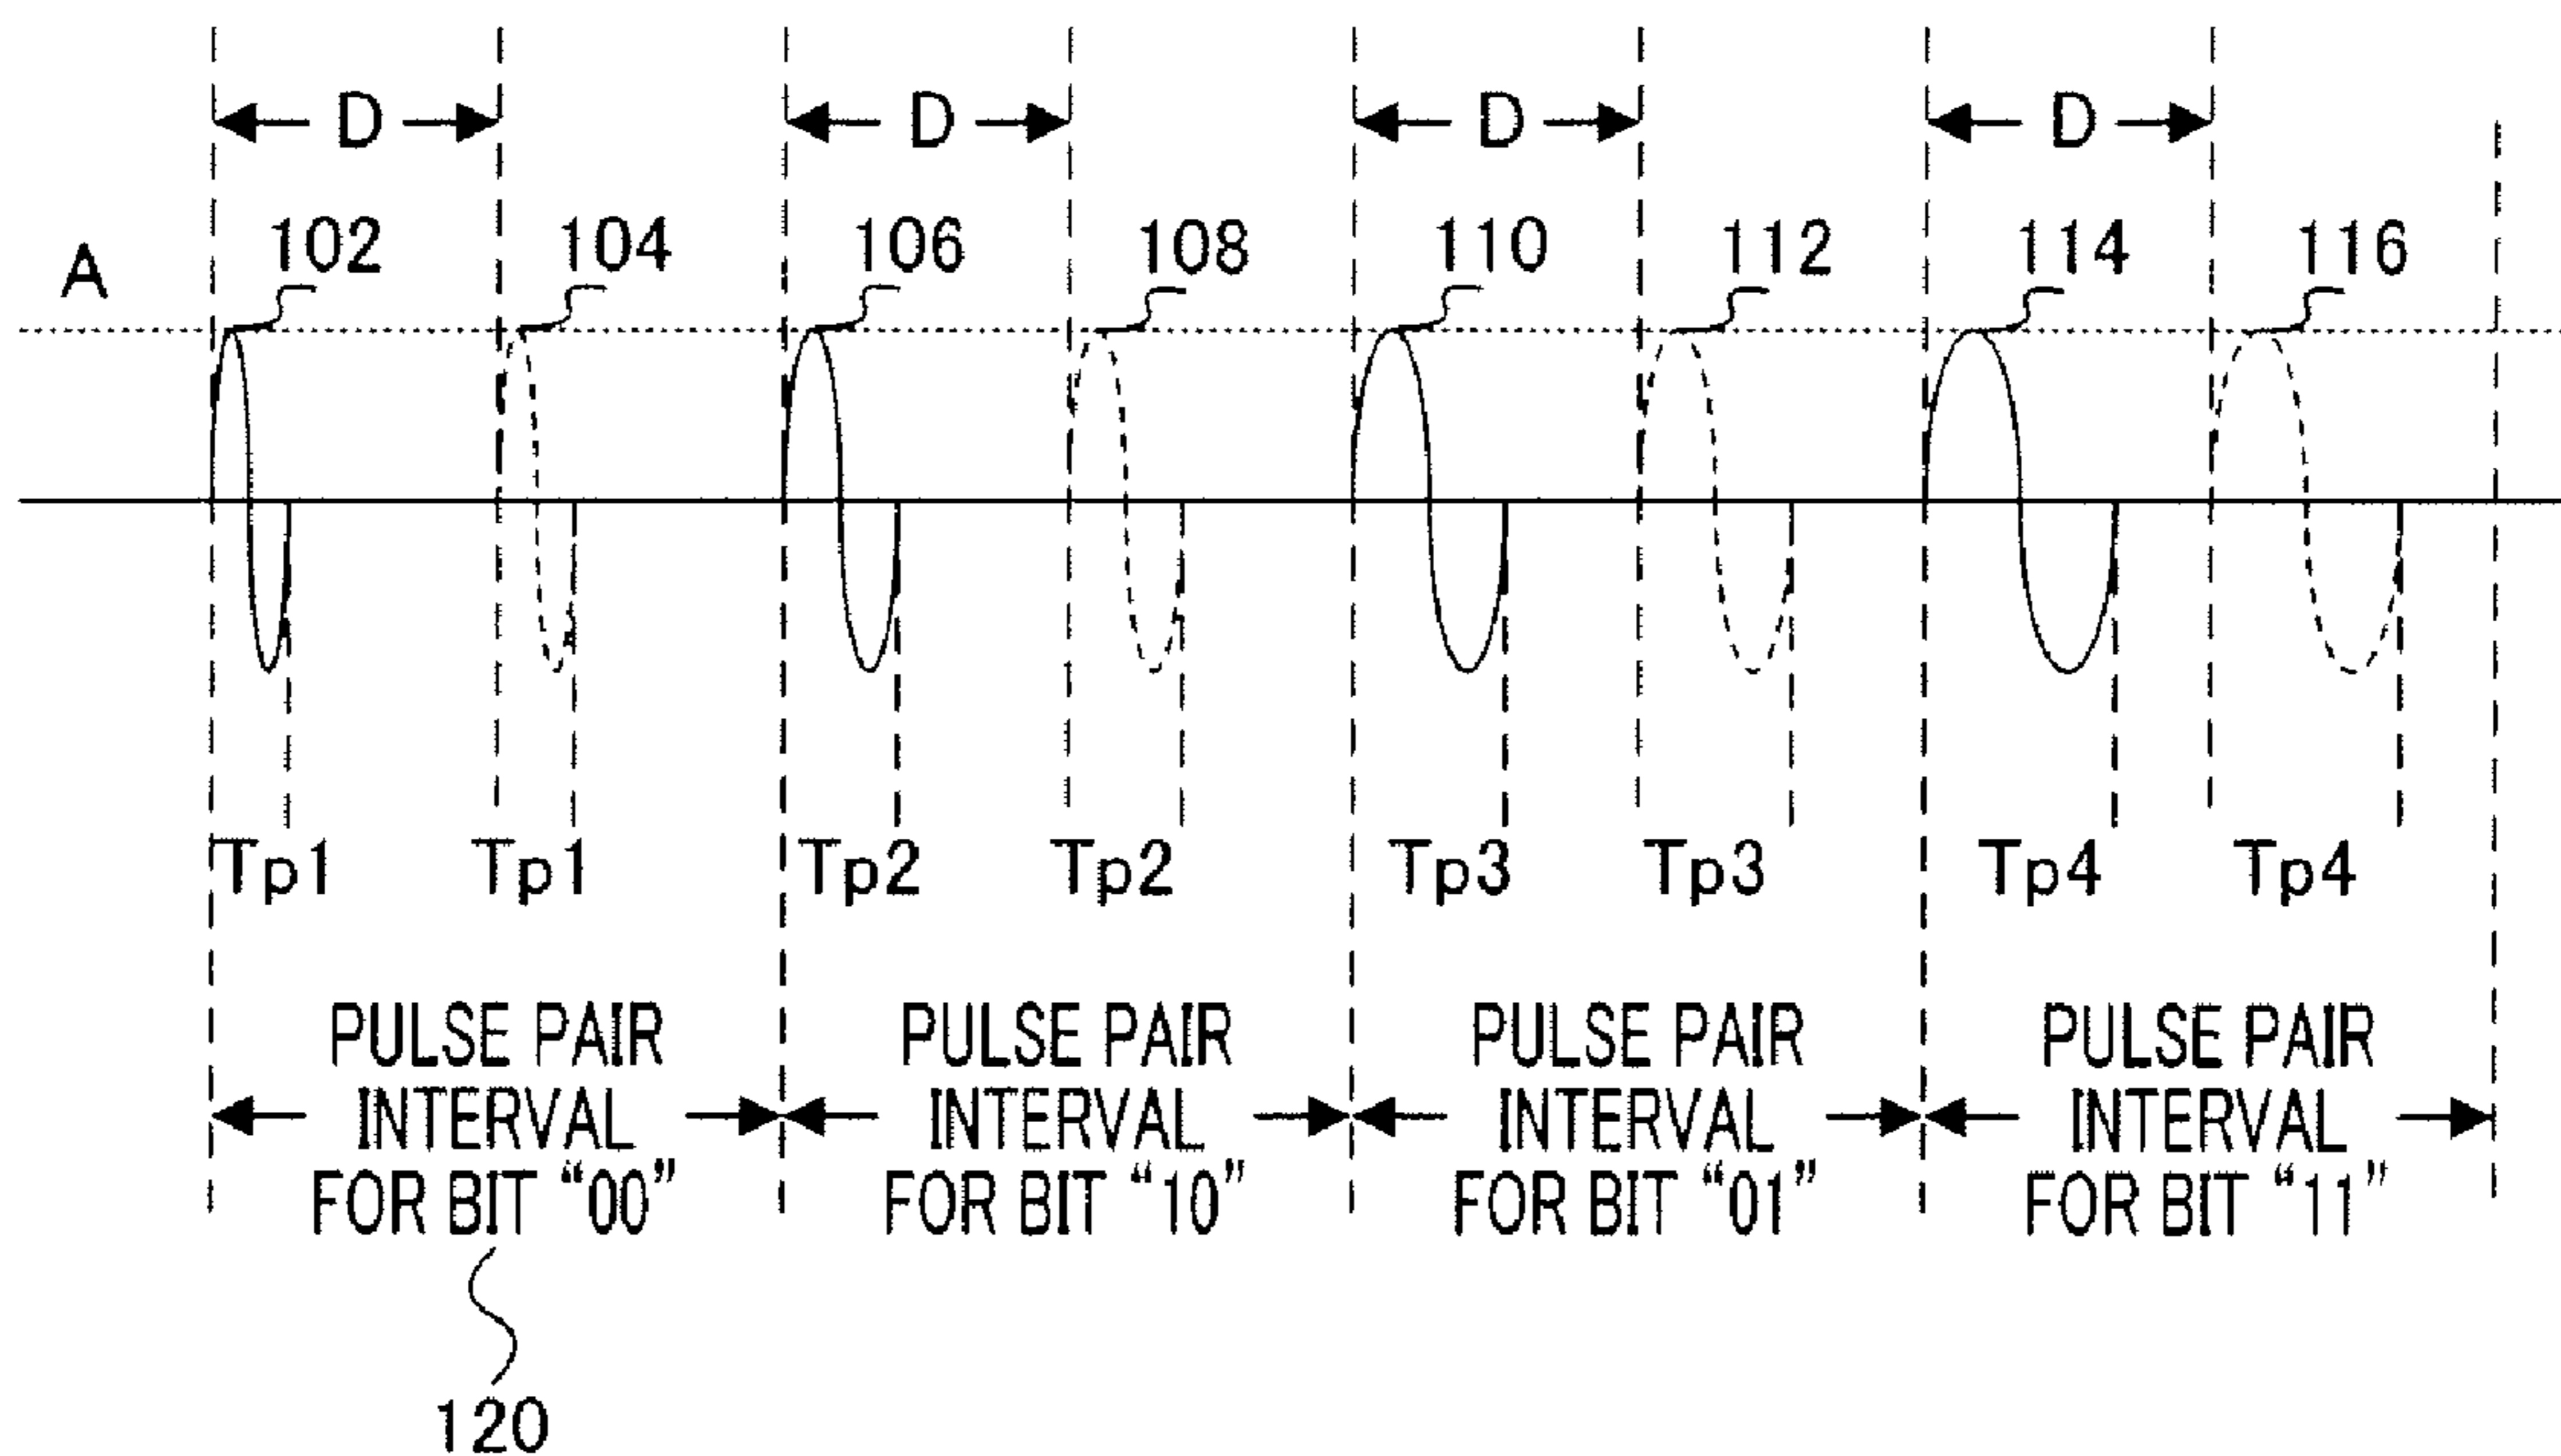 D D D D
A 102 104 106 108 110 112 114 116
Tp1 Tp1 Tp2 Tp2 Tp3 Tp3 Tp4 Tp4
PULSE PAIR INTERVAL FOR BIT “00”
PULSE PAIR INTERVAL FOR BIT “10”
PULSE PAIR INTERVAL FOR BIT “01”
PULSE PAIR INTERVAL FOR BIT “11”
120